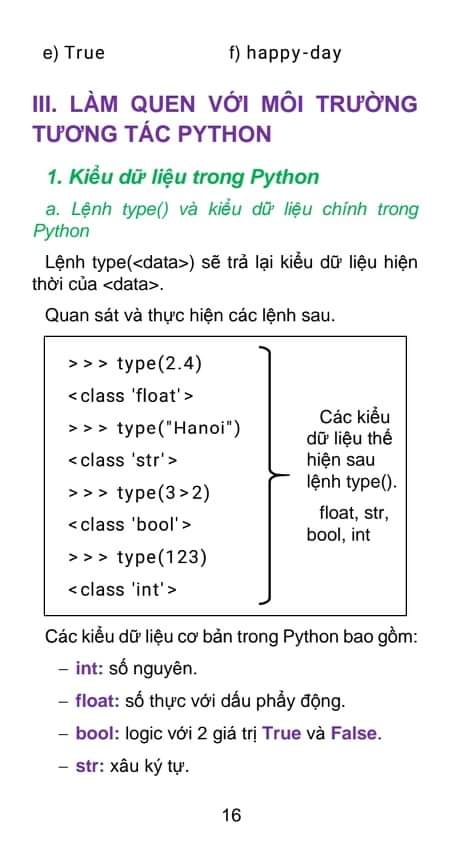 e) True
f) happy-day
III. LÀM QUEN VỚI MÔI TRƯỜNG
TƯƠNG TÁC PYTHON
1. Kiểu dữ liệu trong Python
a. Lệnh type() và kiểu dữ liệu chính trong
Python
Lệnh type(<data>) sẽ trả lại kiểu dữ liệu hiện
thời của <data>.
Quan sát và thực hiện các lệnh sau.
>>> type(2.4)
<class 'float'>
>>> type("Hanoi")
<class 'str'>
>>> type(3>2)
<class 'bool'>
>>> type(123)
<class 'int'>
Các kiểu
dữ liệu thể
hiện sau
lệnh type().
float, str,
bool, int
Các kiểu dữ liệu cơ bản trong Python bao gồm:
– int: số nguyên.
– float: số thực với dấu phẩy động.
– bool: logic với 2 giá trị True và False.
– str: xâu ký tự.
16